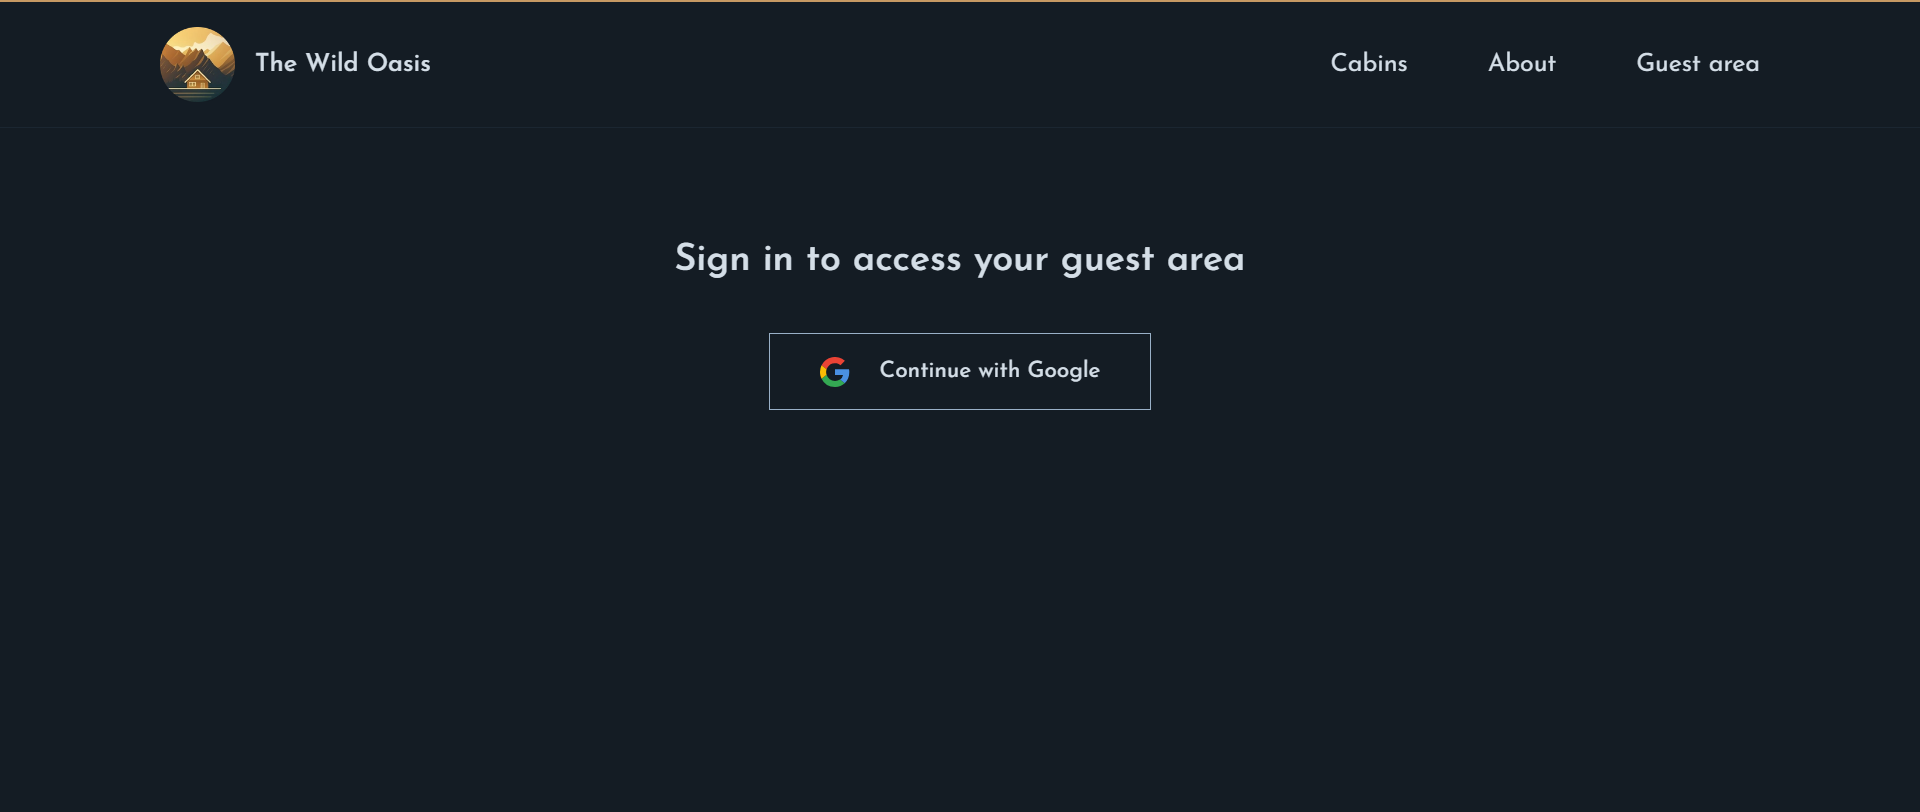 The Wild Oasis
Cabins
About
Guest area
Sign in to access your guest area
Continue with Google